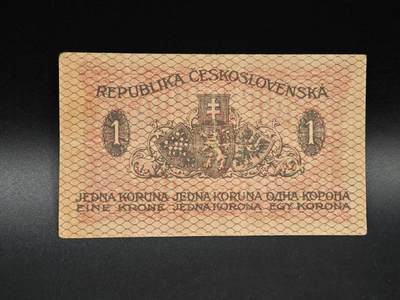 REPUBLIKA ČESKOSLOVENSKÁ
1 1
JEDNA KORUNA JEDNA KORUNA ОДНА КОРОНА
EINE KRONE JEDNA KORONA EGY KORONA